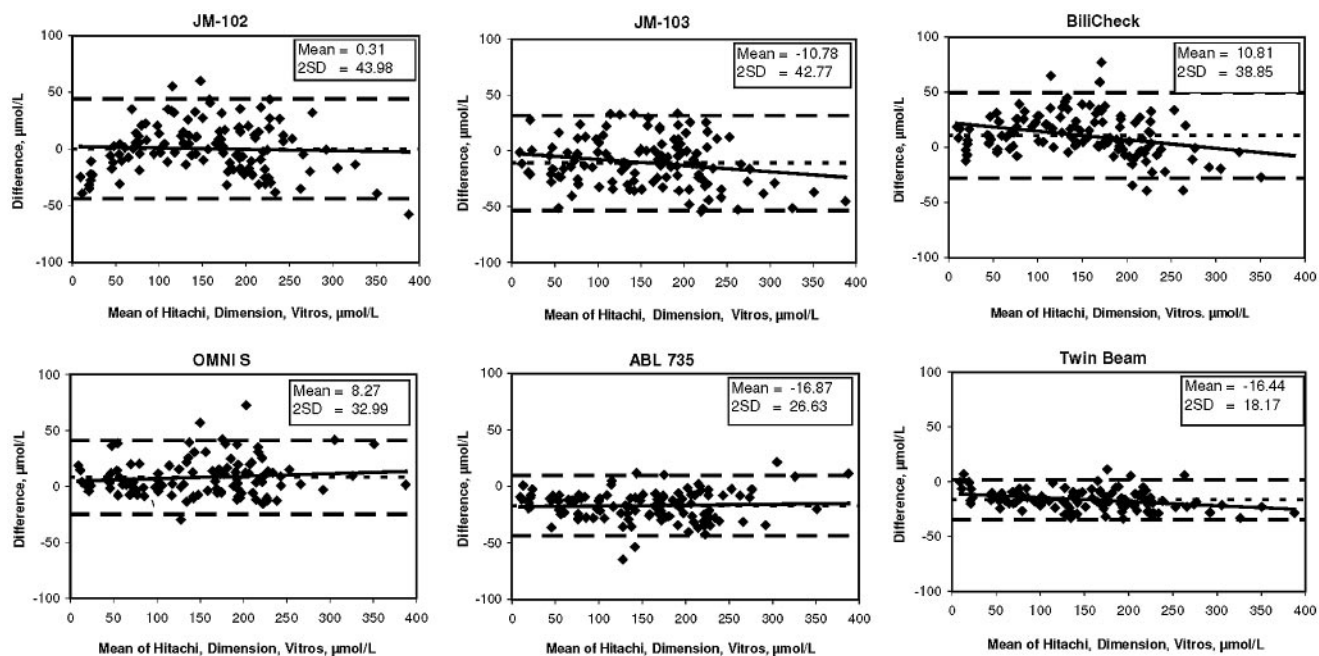 JM-102
Mean = 0.31
2SD = 43.98
Difference, µmol/L
100
50
0
-50
-100
0 50 100 150 200 250 300 350 400
Mean of Hitachi, Dimension, Vitros, µmol/L
JM-103
Mean = -10.78
2SD = 42.77
Difference, µmol/L
100
50
0
-50
-100
0 50 100 150 200 250 300 350 400
Mean of Hitachi, Dimension, Vitros, µmol/L
BiliCheck
Mean = 10.81
2SD = 38.85
Difference, µmol/L
100
50
0
-50
-100
0 50 100 150 200 250 300 350 400
Mean of Hitachi, Dimension, Vitros. µmol/L
OMNI S
Mean = 8.27
2SD = 32.99
Difference, µmol/L
100
50
0
-50
-100
0 50 100 150 200 250 300 350 400
Mean of Hitachi, Dimension, Vitros, µmol/L
ABL 735
Mean = -16.87
2SD = 26.63
Difference, µmol/L
100
50
0
-50
-100
0 50 100 150 200 250 300 350 400
Mean of Hitachi, Dimension, Vitros, µmol/L
Twin Beam
Mean = -16.44
2SD = 18.17
Difference, µmol/L
100
50
0
-50
-100
0 50 100 150 200 250 300 350 400
Mean of Hitachi, Dimension, Vitros, µmol/L